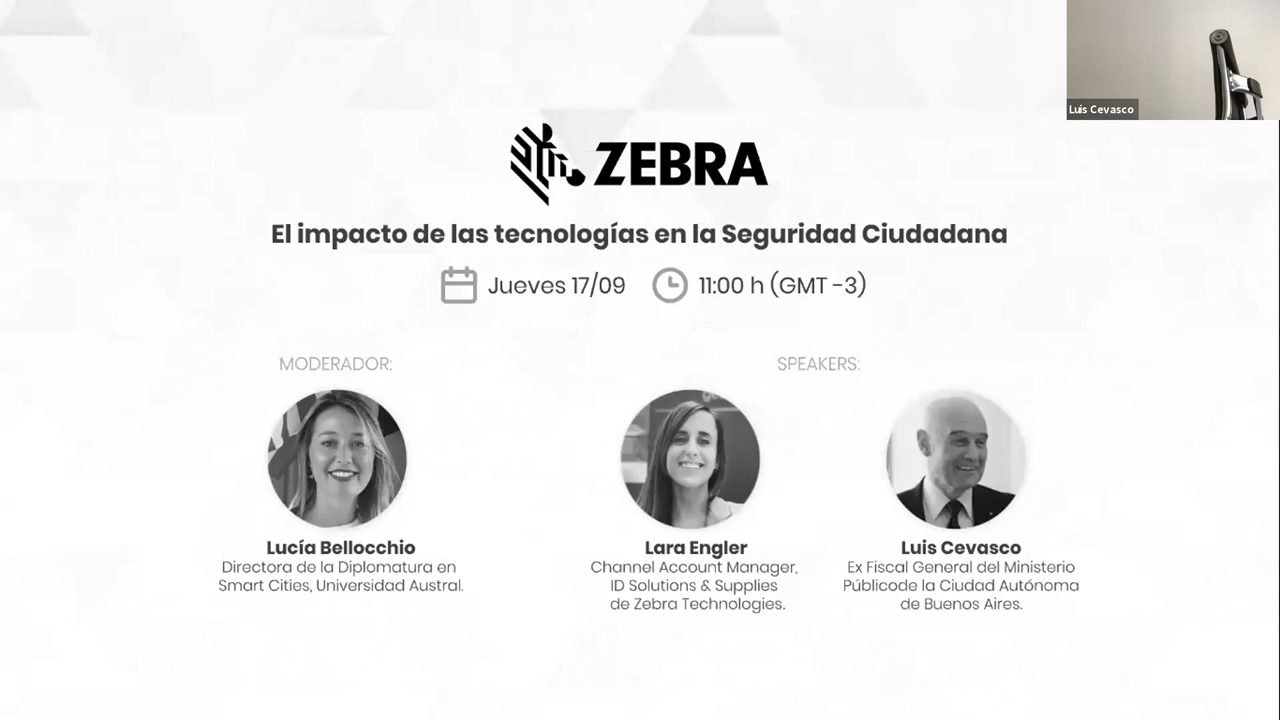 Luis Cevasco
ZEBRA
El impacto de las tecnologías en la Seguridad Ciudadana
Jueves 17/09
11:00 h (GMT -3)
MODERADOR:
SPEAKERS:
Lucía Bellocchio
Directora de la Diplomatura en
Smart Cities, Universidad Austral.
Lara Engler
Channel Account Manager,
ID Solutions & Supplies
de Zebra Technologies.
Luis Cevasco
Ex Fiscal General del Ministerio
Públicode la Ciudad Autónoma
de Buenos Aires.